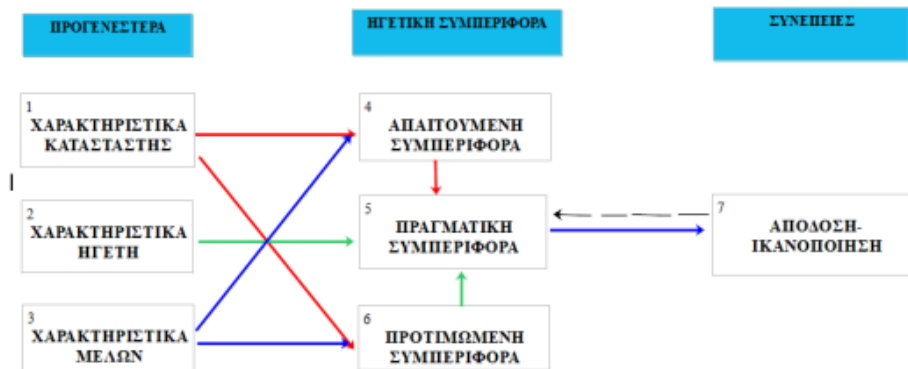 ΠΡΟΓΕΝΕΣΤΕΡΑ
ΗΓΕΤΙΚΗ ΣΥΜΠΕΡΙΦΟΡΑ
ΣΥΝΕΠΕΙΕΣ
1
ΧΑΡΑΚΤΗΡΙΣΤΙΚΑ
ΚΑΤΑΣΤΑΣΤΗΣ
4
ΑΠΑΙΤΟΥΜΕΝΗ
ΣΥΜΠΕΡΙΦΟΡΑ
2
ΧΑΡΑΚΤΗΡΙΣΤΙΚΑ
ΗΓΕΤΗ
5
ΠΡΑΓΜΑΤΙΚΗ
ΣΥΜΠΕΡΙΦΟΡΑ
7
ΑΠΟΔΟΣΗ-
ΙΚΑΝΟΠΟΙΗΣΗ
3
ΧΑΡΑΚΤΗΡΙΣΤΙΚΑ
ΜΕΛΩΝ
6
ΠΡΟΤΙΜΩΜΕΝΗ
ΣΥΜΠΕΡΙΦΟΡΑ